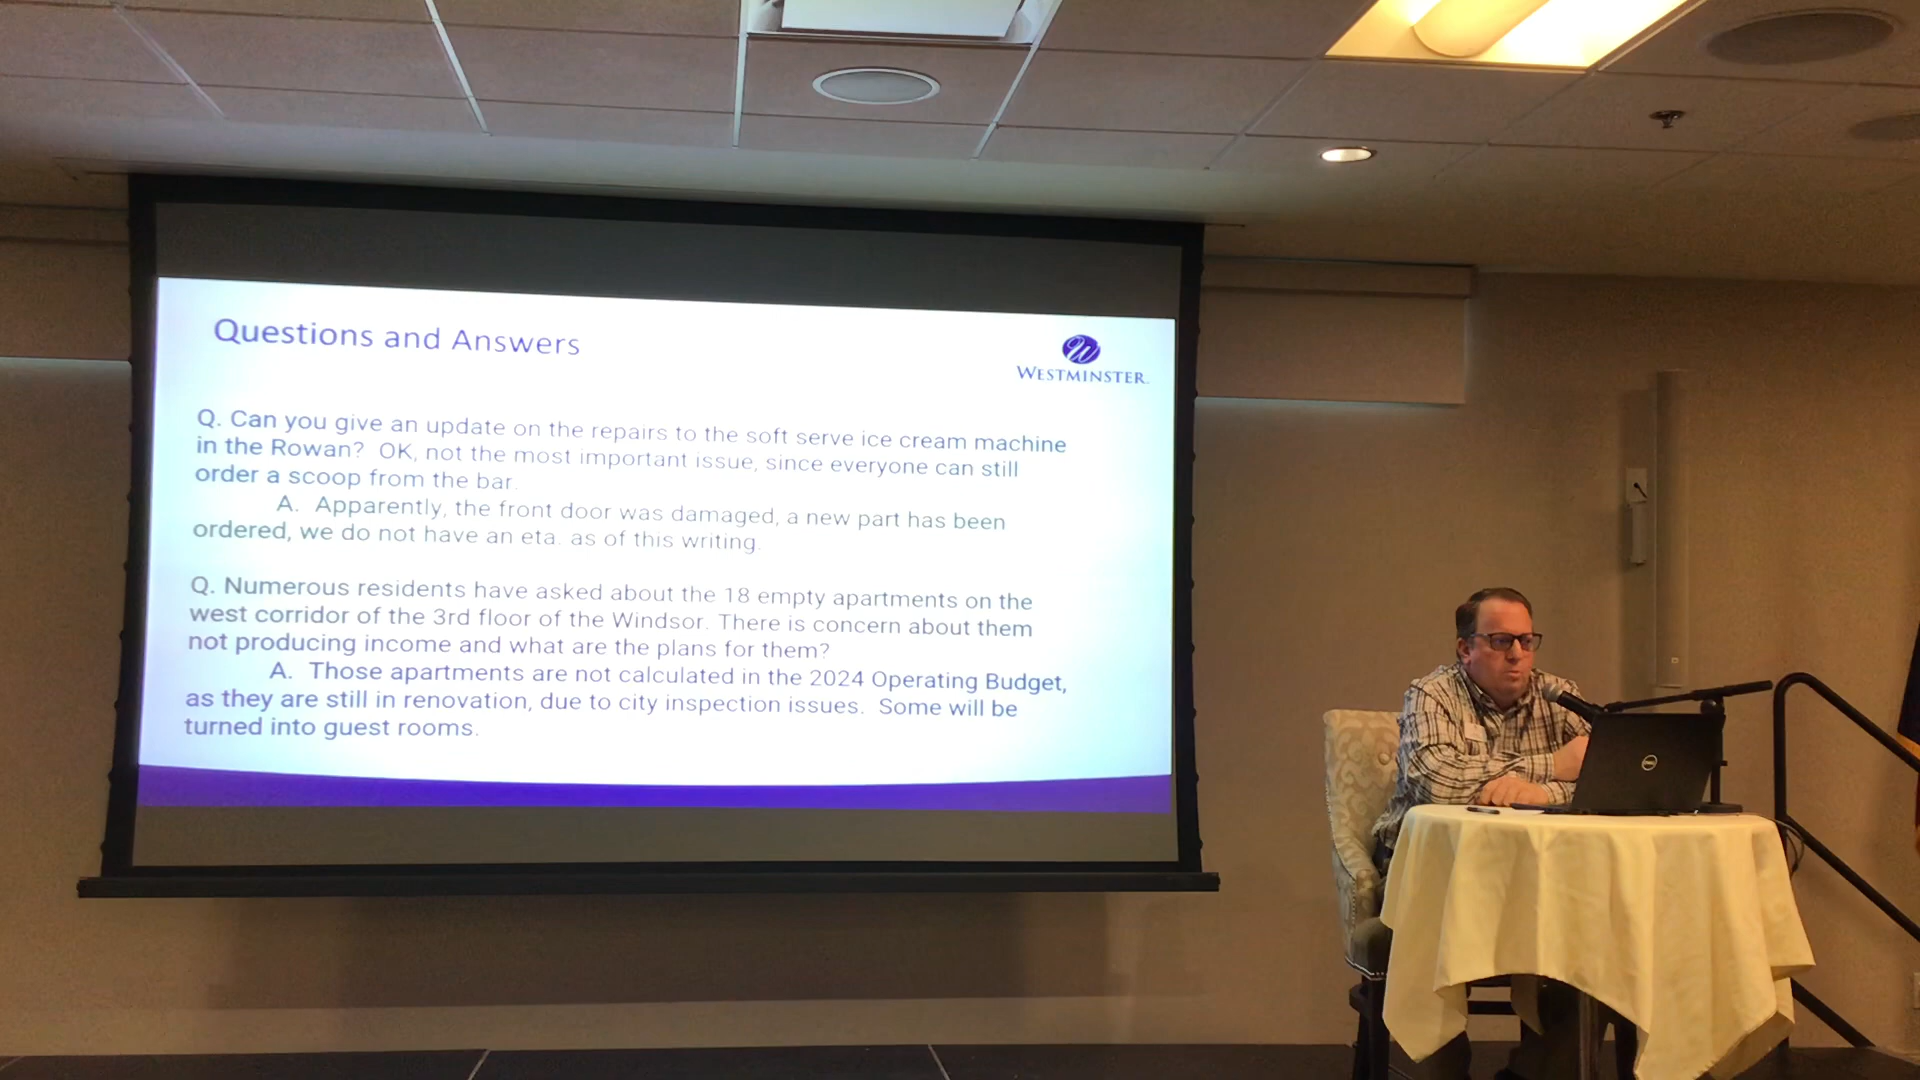 Questions and Answers
W
WESTMINSTER
Q. Can you give an update on the repairs to the soft serve ice cream machine
in the Rowan? OK, not the most important issue, since everyone can still
order a scoop from the bar.
A. Apparently, the front door was damaged, a new part has been
ordered, we do not have an eta. as of this writing.
Q. Numerous residents have asked about the 18 empty apartments on the
west corridor of the 3rd floor of the Windsor. There is concern about them
not producing income and what are the plans for them?
A. Those apartments are not calculated in the 2024 Operating Budget,
as they are still in renovation, due to city inspection issues. Some will be
turned into guest rooms.
DELL